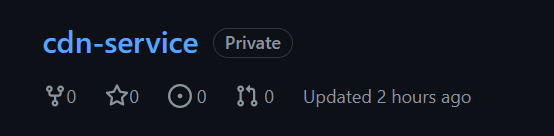 cdn-service Private
0 0 0 0 Updated 2 hours ago